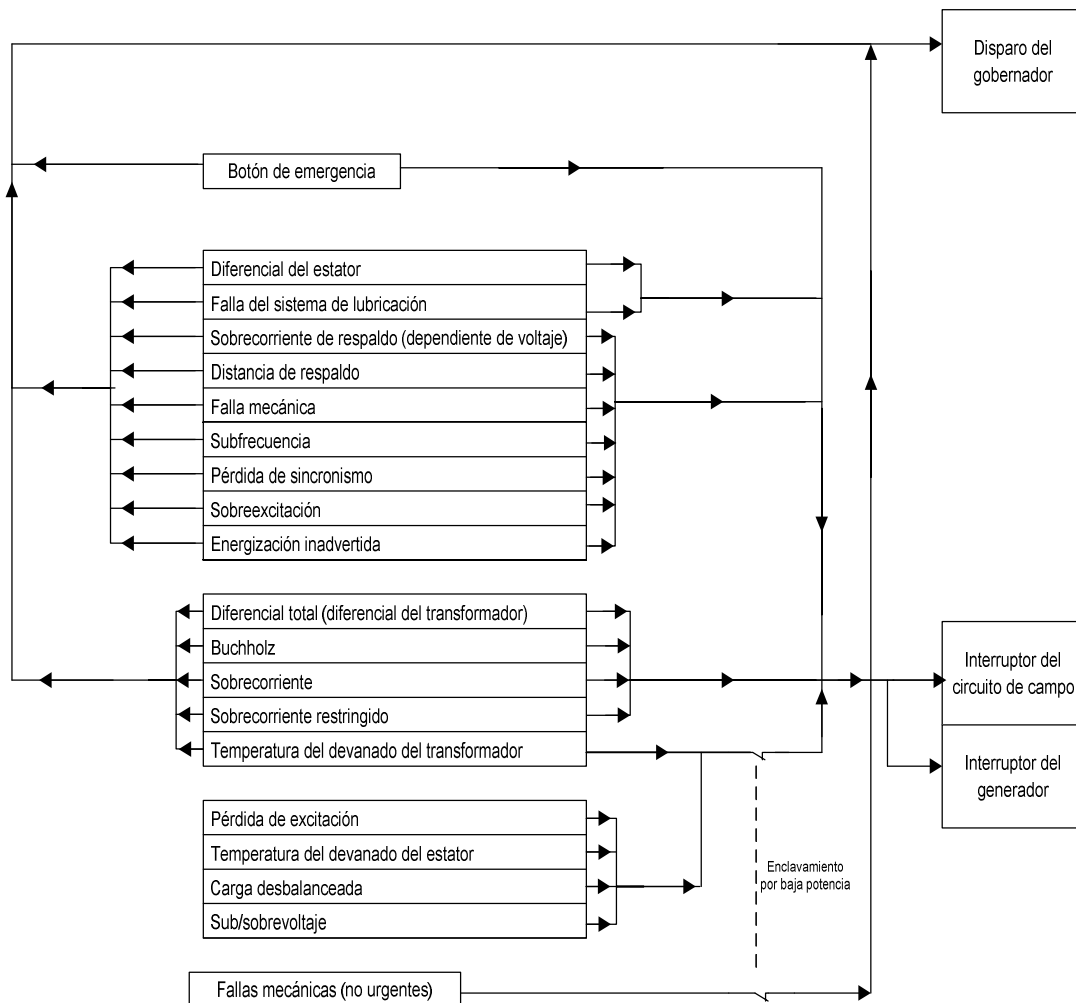 Disparo del
gobernador
Botón de emergencia
Diferencial del estator
Falla del sistema de lubricación
Sobrecorriente de respaldo (dependiente de voltaje)
Distancia de respaldo
Falla mecánica
Subfrecuencia
Pérdida de sincronismo
Sobreexcitación
Energización inadvertida
Diferencial total (diferencial del transformador)
Buchholz
Sobrecorriente
Sobrecorriente restringido
Temperatura del devanado del transformador
Interruptor del
circuito de campo
Interruptor del
generador
Pérdida de excitación
Temperatura del devanado del estator
Carga desbalanceada
Sub/sobrevoltaje
Enclavamiento
por baja potencia
Fallas mecánicas (no urgentes)